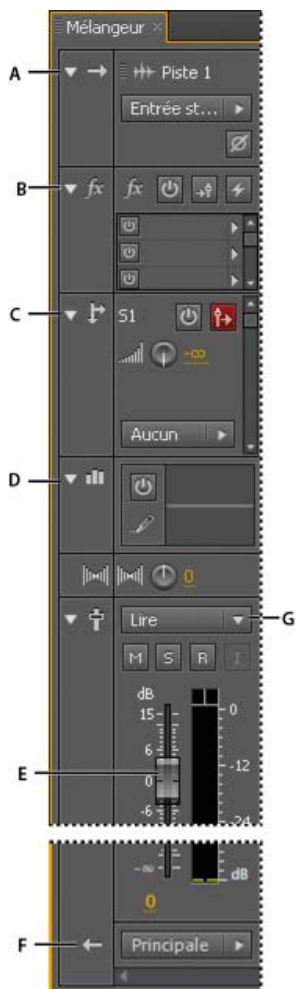 Mélangeur ×
A
Piste 1
Entrée st...
B
fx fx
C
S1
-∞
Aucun
D
0
Lire
G
M S R I
dB
15 0
6
E
0 -12
-6
-24
-∞ dB
0
F
Principale